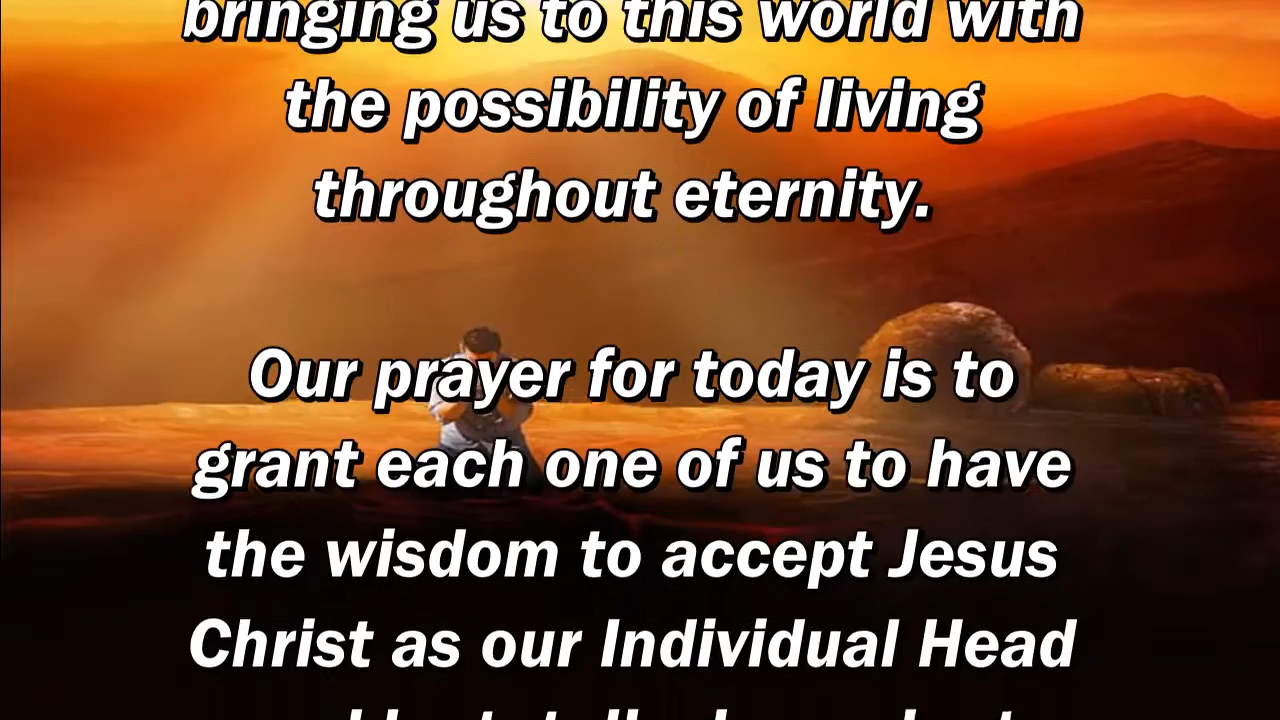 bringing us to this world with
the possibility of living
throughout eternity.
Our prayer for today is to
grant each one of us to have
the wisdom to accept Jesus
Christ as our Individual Head